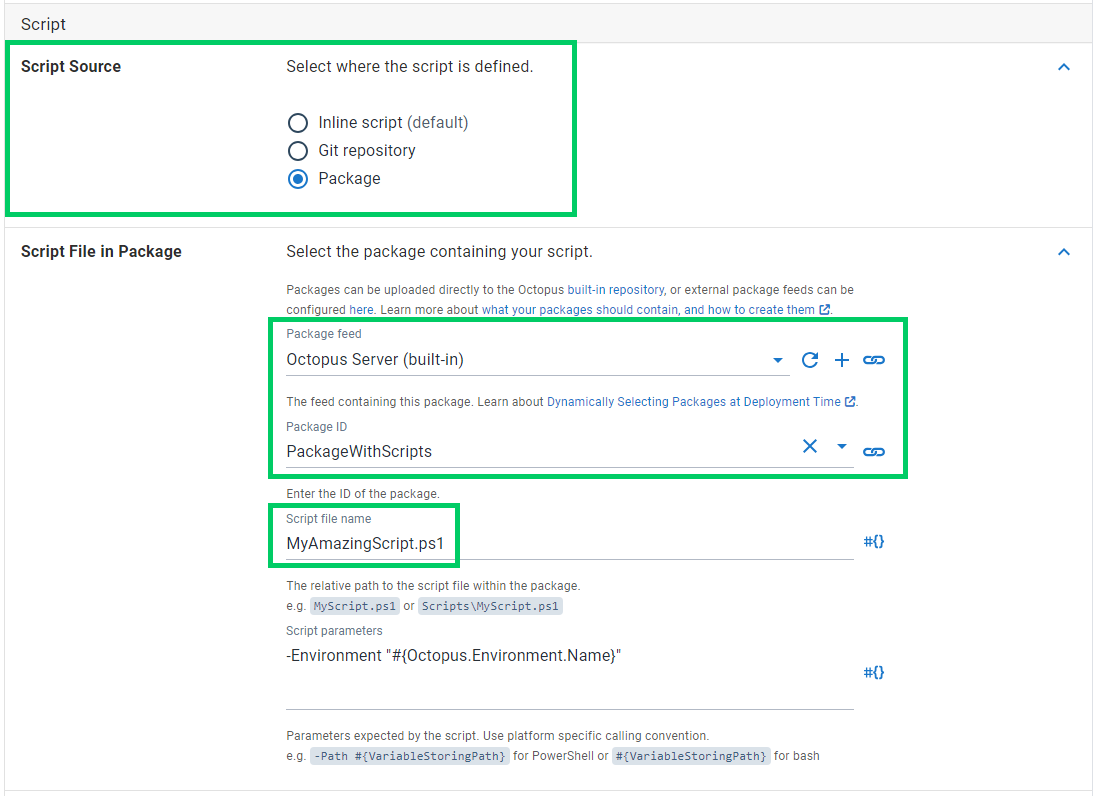 Script
Script Source
Select where the script is defined.
Inline script (default)
Git repository
Package
Script File in Package
Select the package containing your script.
Packages can be uploaded directly to the Octopus built-in repository, or external package feeds can be
configured here. Learn more about what your packages should contain, and how to create them.
Package feed
Octopus Server (built-in)
The feed containing this package. Learn about Dynamically Selecting Packages at Deployment Time.
Package ID
PackageWithScripts
Enter the ID of the package.
Script file name
MyAmazingScript.ps1
#{}
The relative path to the script file within the package.
e.g. MyScript.ps1 or Scripts\MyScript.ps1
Script parameters
-Environment "#{Octopus.Environment.Name}"
#{}
Parameters expected by the script. Use platform specific calling convention.
e.g. -Path #{VariableStoringPath} for PowerShell or #{VariableStoringPath} for bash